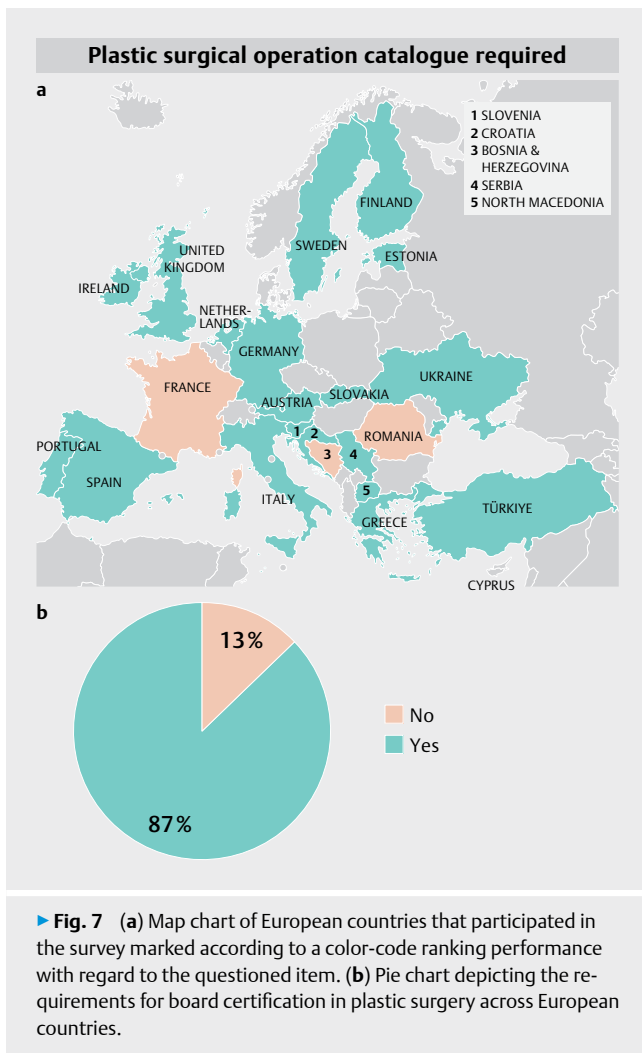 Plastic surgical operation catalogue required
a
1 SLOVENIA
2 CROATIA
3 BOSNIA &
HERZEGOVINA
4 SERBIA
5 NORTH MACEDONIA
FINLAND
SWEDEN
ESTONIA
UNITED
KINGDOM
IRELAND
NETHER-
LANDS
GERMANY
UKRAINE
FRANCE
SLOVAKIA
AUSTRIA
1
2
ROMANIA
3
4
PORTUGAL
SPAIN
5
ITALY
TÜRKIYE
GREECE
CYPRUS
b
13%
No
Yes
87%
► Fig. 7 (a) Map chart of European countries that participated in
the survey marked according to a color-code ranking performance
with regard to the questioned item. (b) Pie chart depicting the re-
quirements for board certification in plastic surgery across European
countries.